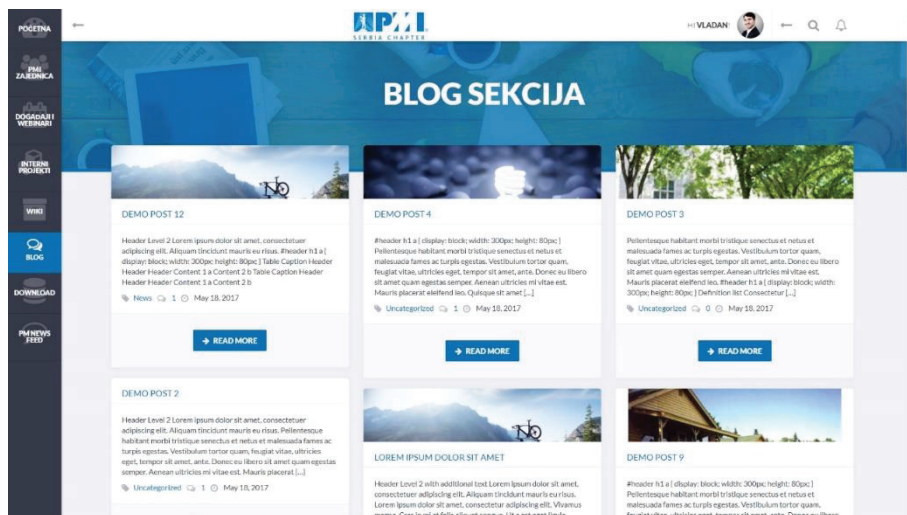 POČETNA
PMI
ZAJEDNICA
DOGAĐAJI I
WEBINARI
INTERNI
PROJEKTI
WIKI
BLOG
DOWNLOAD
PM NEWS
FEED
PMI
SERBIA CHAPTER
HI VLADAN
BLOG SEKCIJA
DEMO POST 12
Header Level 2 Lorem ipsum dolor sit amet, consectetuer
adipiscing elit. Aliquam tincidunt mauris eu risus. #header h1 a {
display: block; width: 300px; height: 80px; } Table Caption Header
Header Header Content 1 a Content 2 b Table Caption Header
Header Header Content 1 a Content 2 b
News 1 May 18, 2017
READ MORE
DEMO POST 4
#header h1 a { display: block; width: 300px; height: 80px; }
Pellentesque habitant morbi tristique senectus et netus et
malesuada fames ac turpis egestas. Vestibulum tortor quam,
feugiat vitae, ultricies eget, tempor sit amet, ante. Donec eu libero
sit amet quam egestas semper. Aenean ultricies mi vitae est.
Mauris placerat eleifend leo. Quisque sit amet [...]
Uncategorized 1 May 18, 2017
READ MORE
DEMO POST 3
Pellentesque habitant morbi tristique senectus et netus et
malesuada fames ac turpis egestas. Vestibulum tortor quam,
feugiat vitae, ultricies eget, tempor sit amet, ante. Donec eu libero
sit amet quam egestas semper. Aenean ultricies mi vitae est.
Mauris placerat eleifend leo. #header h1 a { display: block; width:
300px; height: 80px; } Definition list Consectetur [...]
Uncategorized 0 May 18, 2017
READ MORE
DEMO POST 2
Header Level 2 Lorem ipsum dolor sit amet, consectetuer
adipiscing elit. Aliquam tincidunt mauris eu risus. Pellentesque
habitant morbi tristique senectus et netus et malesuada fames ac
turpis egestas. Vestibulum tortor quam, feugiat vitae, ultricies
eget, tempor sit amet, ante. Donec eu libero sit amet quam egestas
semper. Aenean ultricies mi vitae est. Mauris placerat [...]
Uncategorized 1 May 18, 2017
LOREM IPSUM DOLOR SIT AMET
Header Level 2 with additional text Lorem ipsum dolor sit amet,
consectetuer adipiscing elit. Aliquam tincidunt mauris eu risus.
Lorem ipsum dolor sit amet, consectetur adipiscing elit. Vivamus
DEMO POST 9
#header h1 a { display: block; width: 300px; height: 80px; }
Pellentesque habitant morbi tristique senectus et netus et
malesuada fames ac turpis egestas. Vestibulum tortor quam,